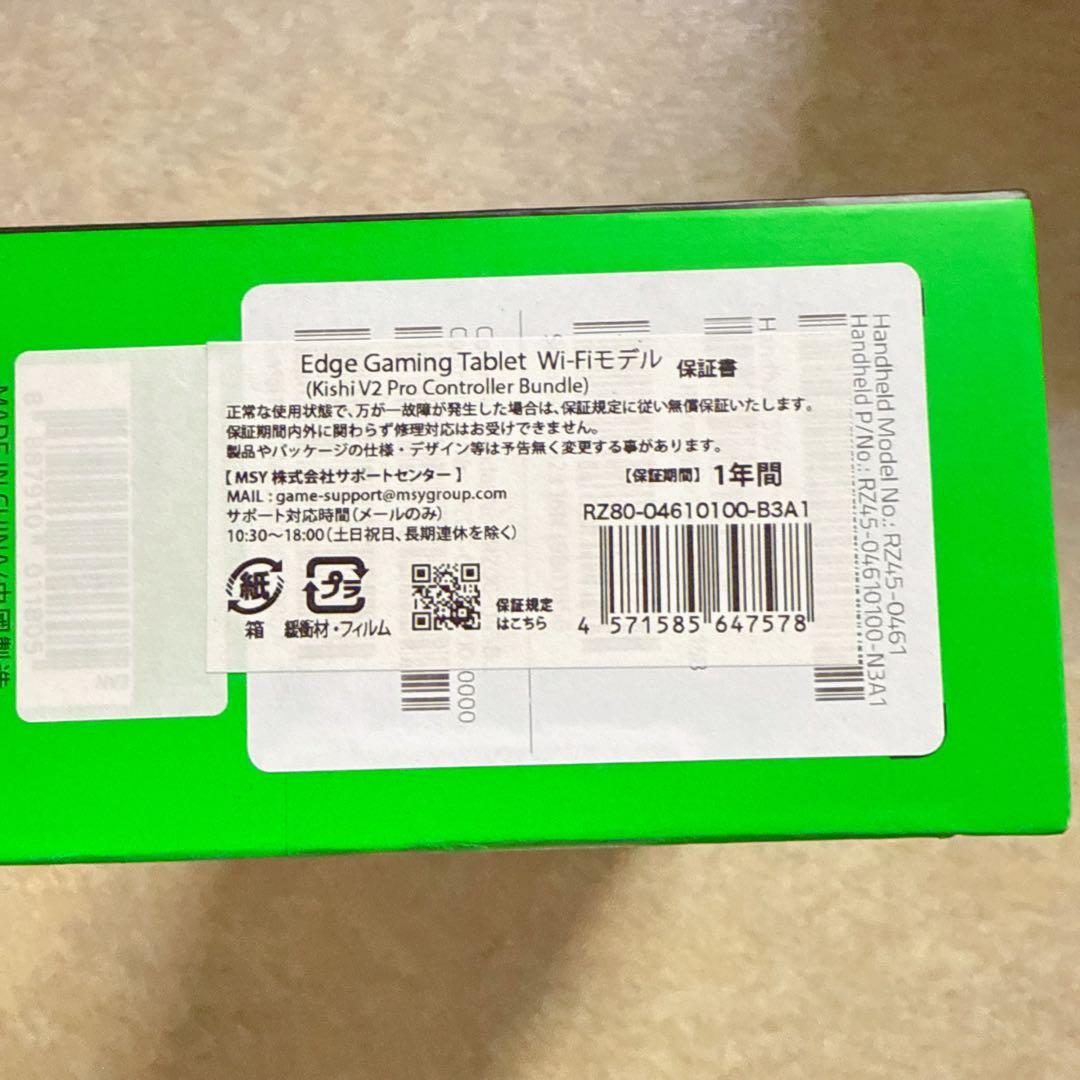 Edge Gaming Tablet Wi-Fiモデル 保証書
(Kishi V2 Pro Controller Bundle)
正常な使用状態で、万が一故障が発生した場合は、保証規定に従い無償保証いたします。
保証期間内外に関わらず修理対応はお受けできません。
製品やパッケージの仕様・デザイン等は予告無く変更する事があります。
【MSY 株式会社サポートセンター】
MAIL : game-support@msygroup.com
サポート対応時間(メールのみ)
10:30〜18:00(土日祝日、長期連休を除く)
【保証期間】 1年間
RZ80-04610100-B3A1
4 571585 647578
紙
箱
プラ
緩衝材・フィルム
保証規定
はこちら
Handheld Model No.: RZ45-0461
Handheld P/No.: RZ45-04610100-N3A1
MADE IN CHINA/中国製造
EAN